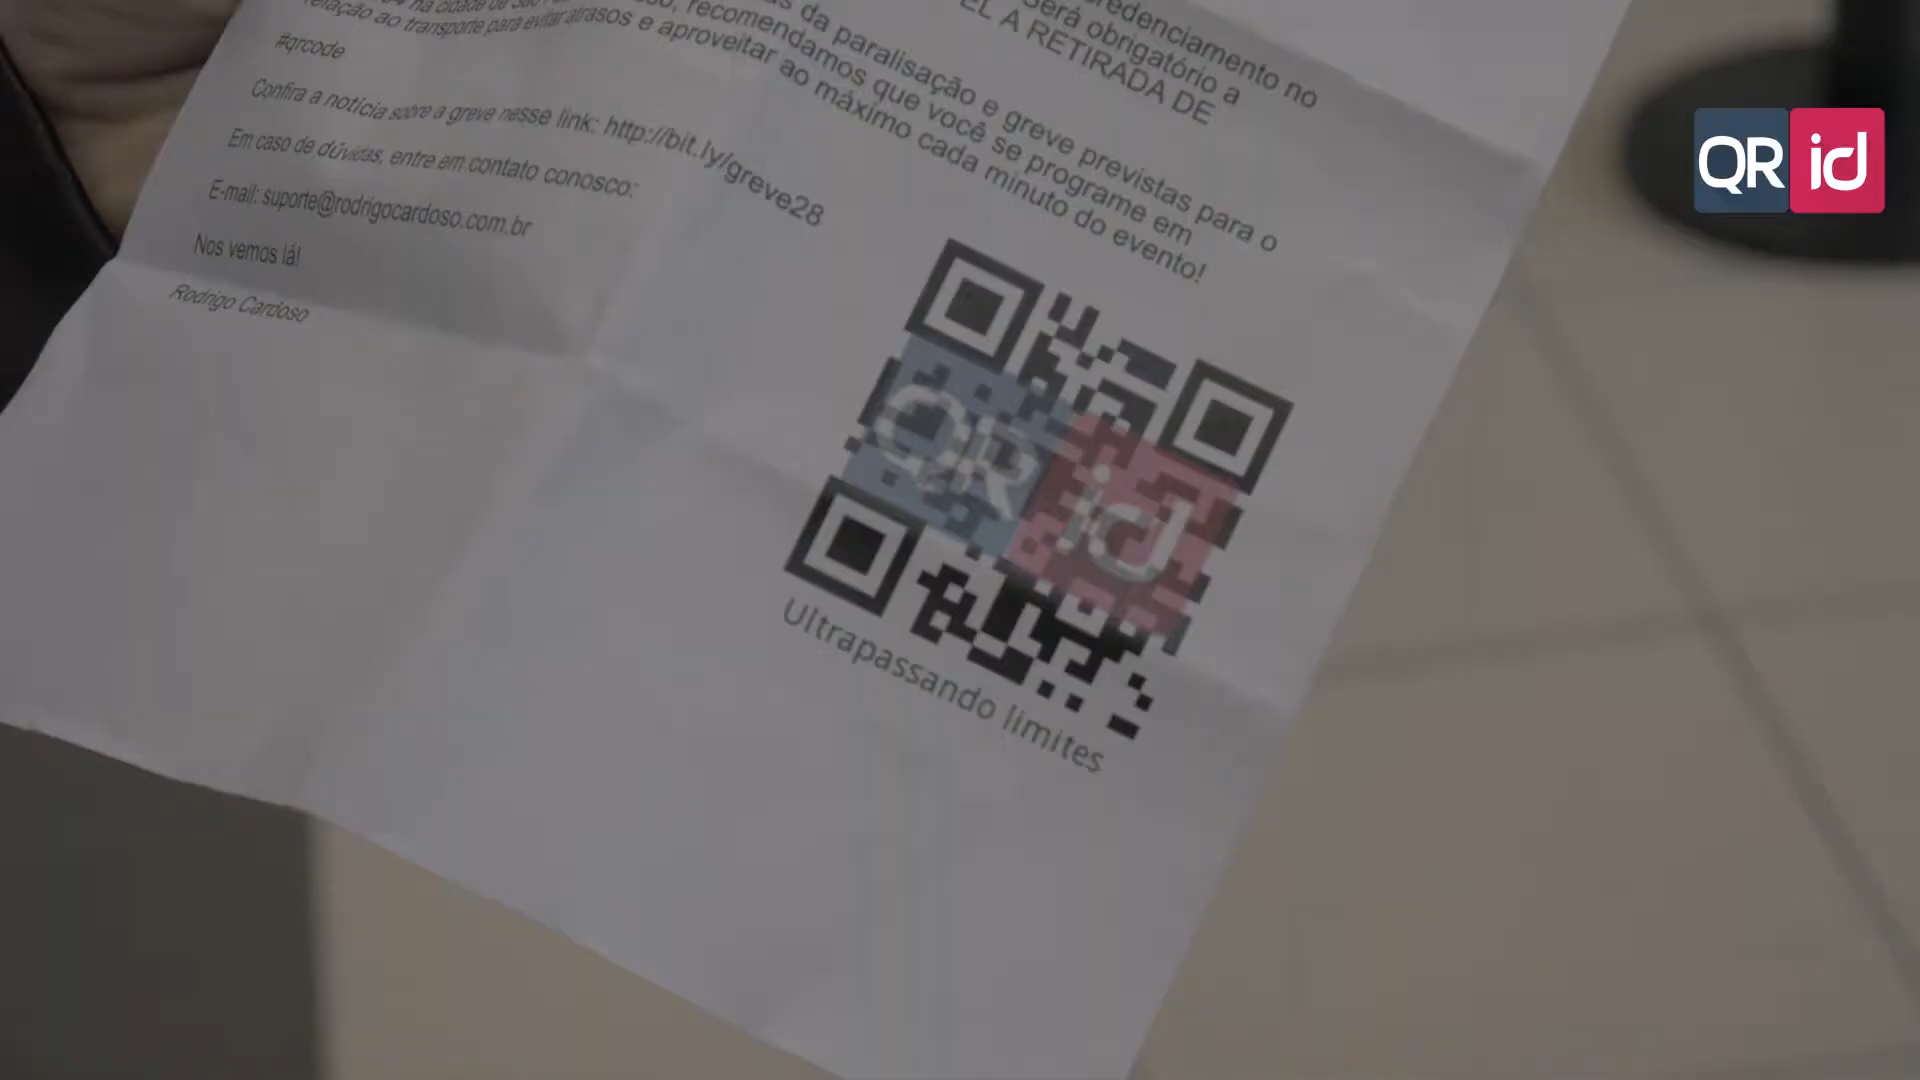 credenciamento no
Será obrigatório a
EL A RETIRADA DE
da paralisação e greve previstas para o
recomendamos que você se programe em
relação ao transporte para evitar atrasos e aproveitar ao máximo cada minuto do evento!
#qrcode
Confira a notícia sobre a greve nesse link: http://bit.ly/greve28
Em caso de dúvidas, entre em contato conosco:
E-mail: suporte@rodrigocardoso.com.br
Nos vemos lá!
Rodrigo Cardoso
QR id
Ultrapassando limites
QR id